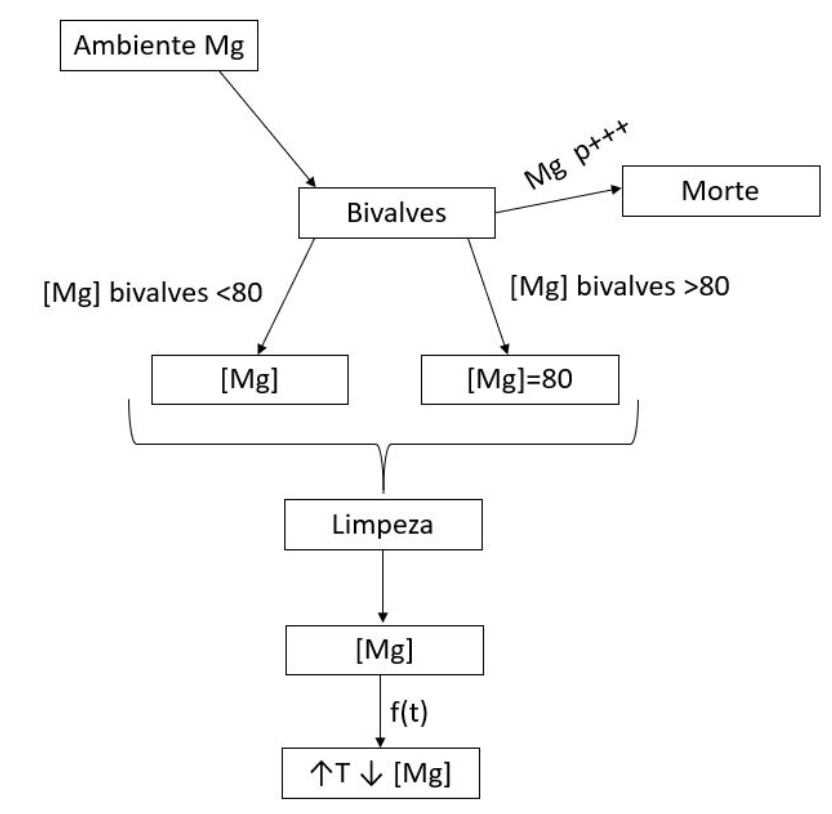 Ambiente Mg
Mg p+++
Bivalves
Morte
[Mg] bivalves <80
[Mg] bivalves >80
[Mg]
[Mg]=80
Limpeza
[Mg]
f(t)
↑T ↓ [Mg]